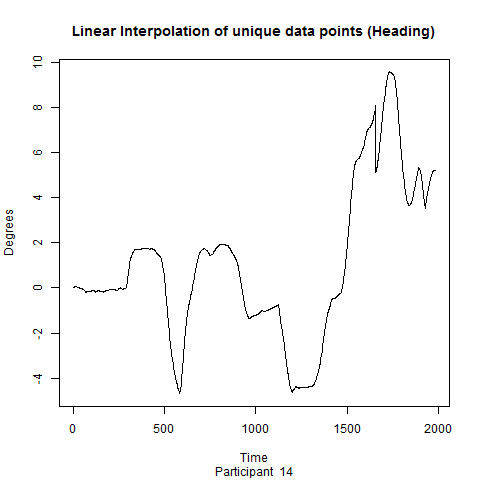 Linear Interpolation of unique data points (Heading)
Degrees
10
8
6
4
2
0
-2
-4
0 500 1000 1500 2000
Time
Participant 14